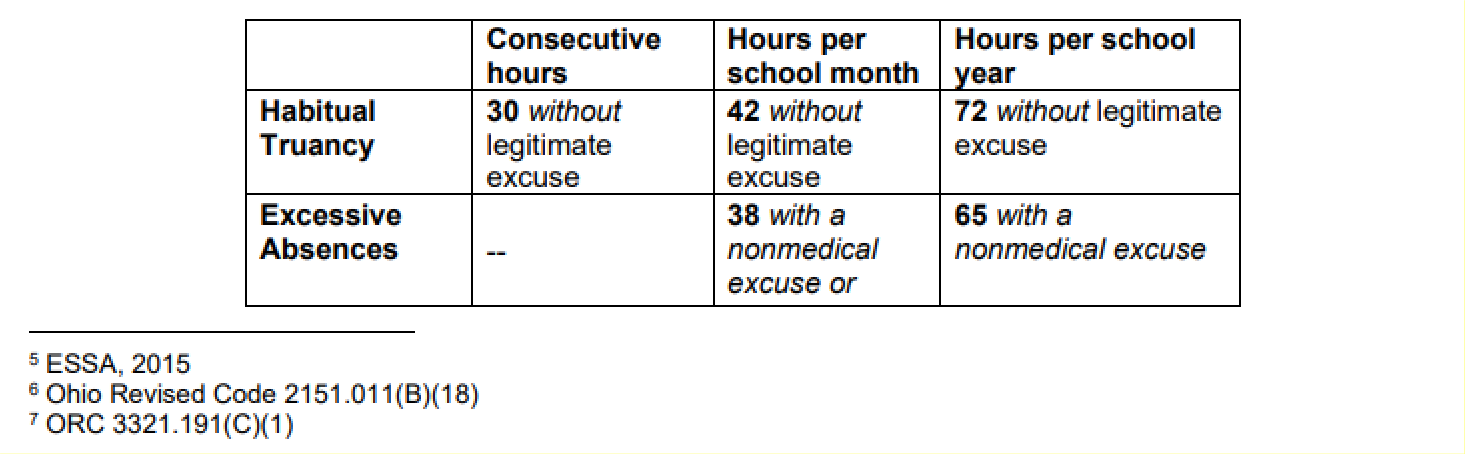 Consecutive hours
Hours per school month
Hours per school year
Habitual Truancy
30 without legitimate excuse
42 without legitimate excuse
72 without legitimate excuse
Excessive Absences
--
38 with a nonmedical excuse or
65 with a nonmedical excuse
5 ESSA, 2015
6 Ohio Revised Code 2151.011(B)(18)
7 ORC 3321.191(C)(1)